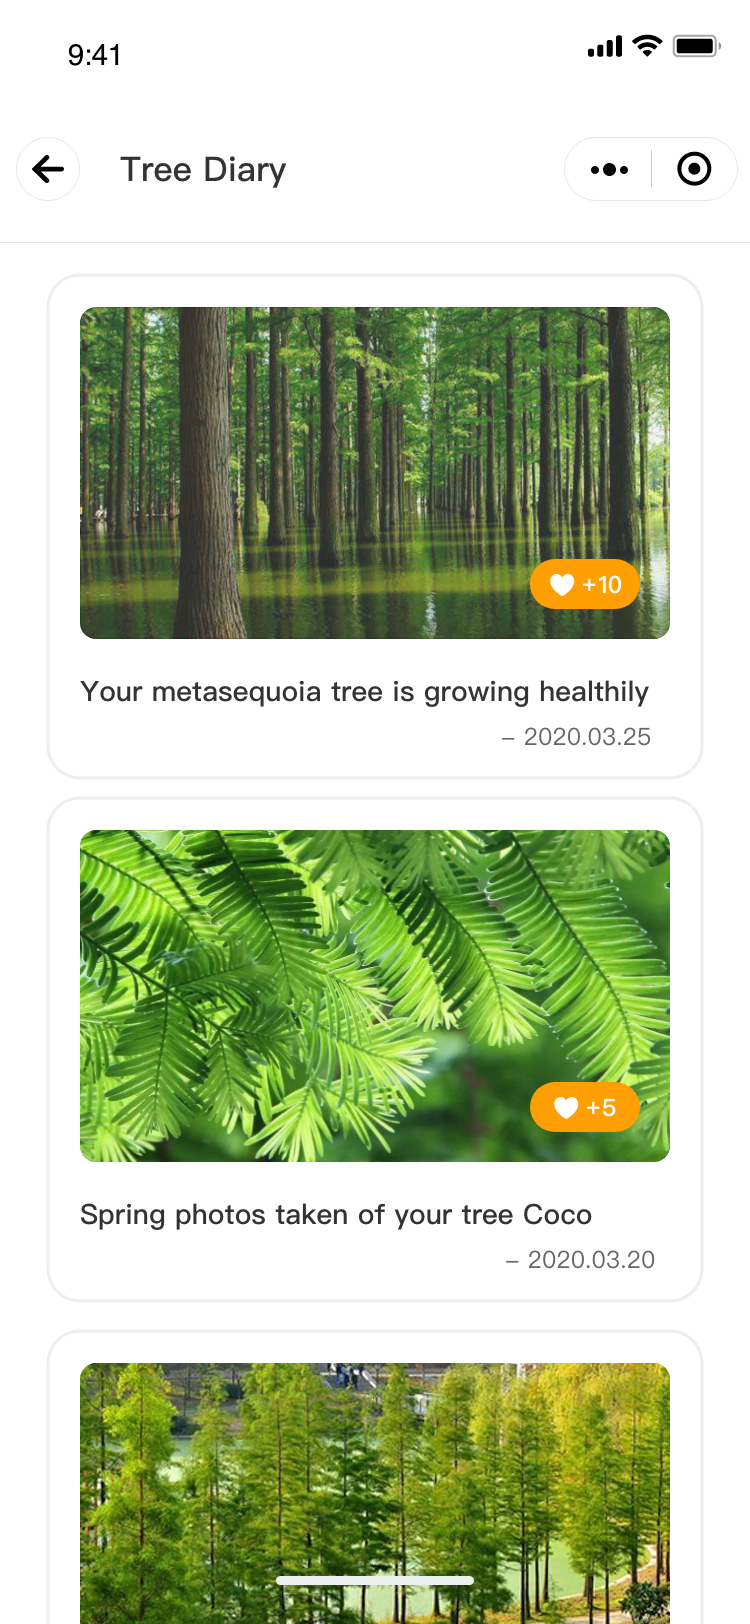 9:41
Tree Diary
+10
Your metasequoia tree is growing healthily
– 2020.03.25
+5
Spring photos taken of your tree Coco
– 2020.03.20